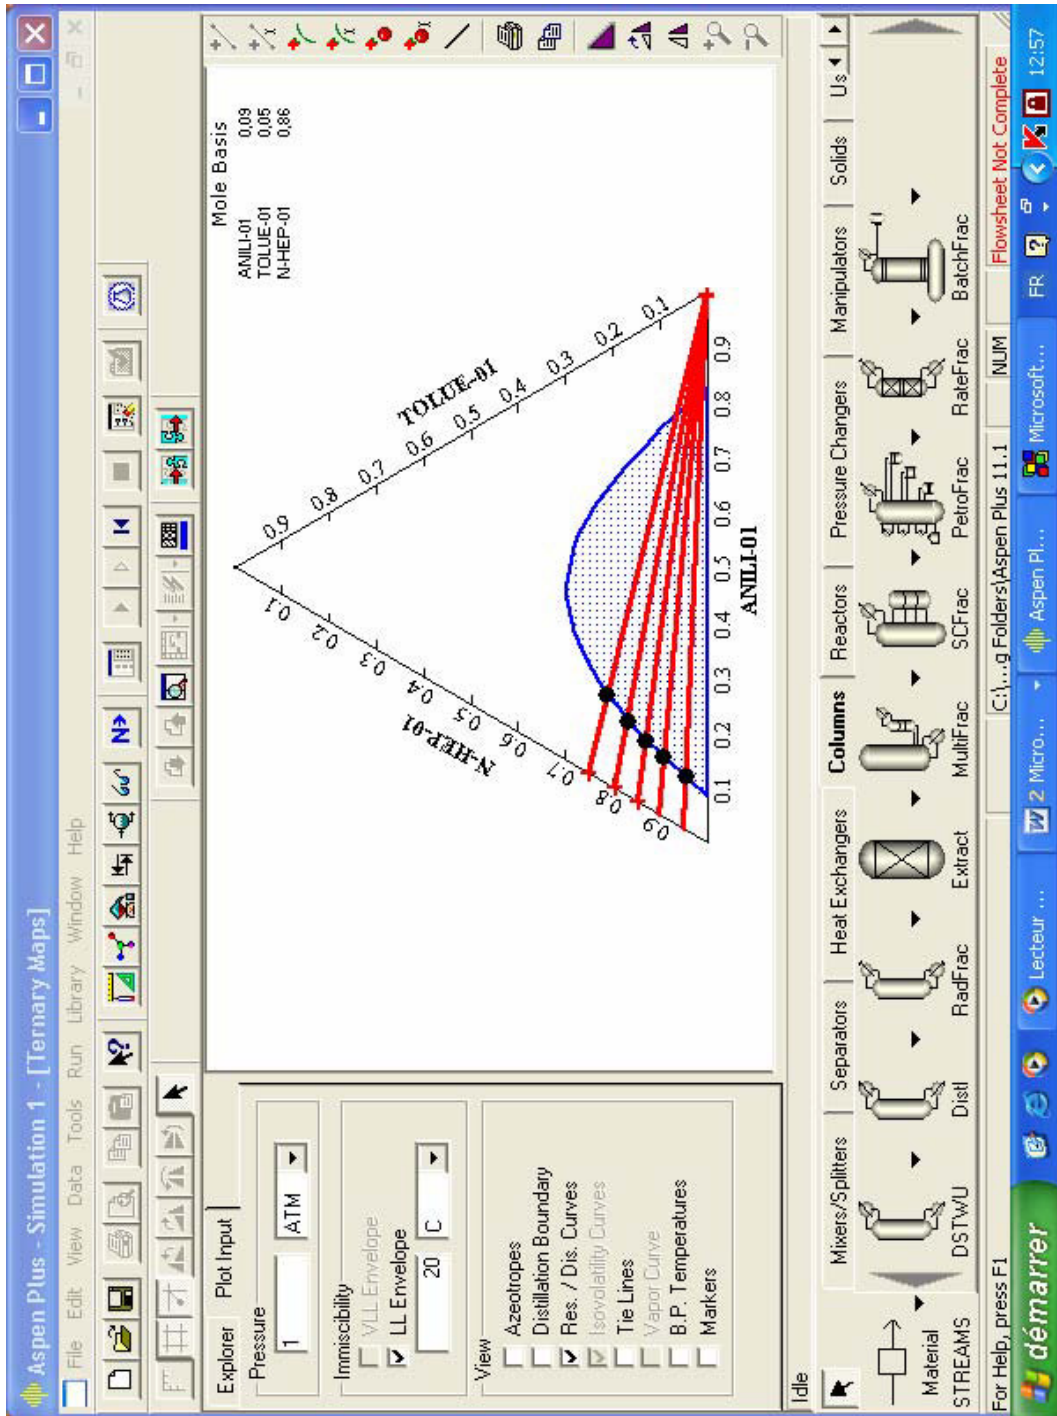 Aspen Plus - Simulation 1 - [Ternary Maps]
File Edit View Data Tools Run Library Window Help
N→
Explorer Plot Input
Pressure
1 ATM
Immiscibility
VLL Envelope
LL Envelope
20 C
View
Azeotropes
Distillation Boundary
Res. / Dis. Curves
Isovolatility Curves
Tie Lines
Vapor Curve
B.P. Temperatures
Markers
Mole Basis
ANILI-01 0.09
TOLUE-01 0.05
N-HEP-01 0.86
N-HEP-01
0.1
0.2
0.3
0.4
0.5
0.6
0.7
0.8
0.9
TOLUE-01
0.9
0.8
0.7
0.6
0.5
0.4
0.3
0.2
0.1
0.1 0.2 0.3 0.4 0.5 0.6 0.7 0.8 0.9
ANILI-01
Idle
Mixers/Splitters Separators Heat Exchangers Columns Reactors Pressure Changers Manipulators Solids Us
Material
STREAMS
DSTWU Distl RadFrac Extract MultiFrac SCFrac PetroFrac RateFrac BatchFrac
For Help, press F1
C:\...g Folders\Aspen Plus 11.1 NUM Flowsheet Not Complete
démarrer Lecteur ... 2 Micro... Aspen Pl... Microsoft... FR 12:57